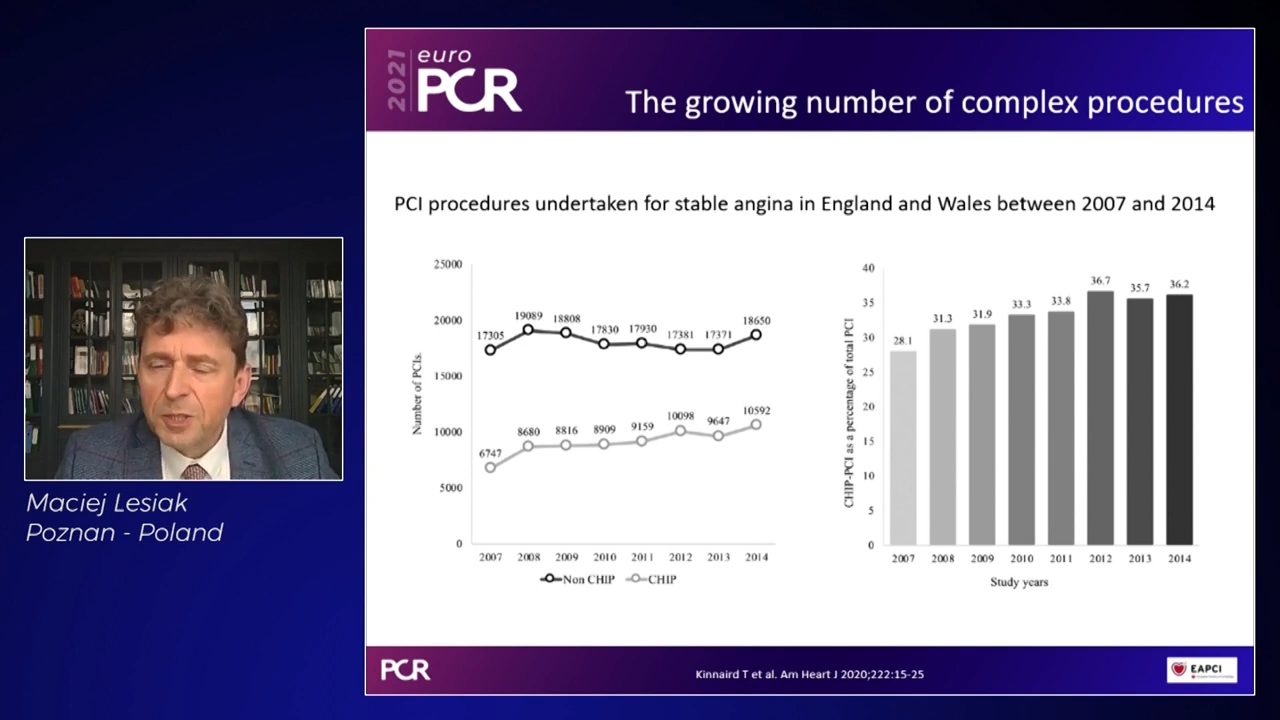 2021
euro
PCR
The growing number of complex procedures
PCI procedures undertaken for stable angina in England and Wales between 2007 and 2014
Number of PCIs.
25000
20000
15000
10000
5000
0
17305
19089
18808
17830
17930
17381
17371
18650
6747
8680
8816
8909
9159
10098
9647
10592
2007 2008 2009 2010 2011 2012 2013 2014
Non CHIP CHIP
CHIP-PCI as a percentage of total PCI
40
35
30
25
20
15
10
5
0
28.1
31.3
31.9
33.3
33.8
36.7
35.7
36.2
2007 2008 2009 2010 2011 2012 2013 2014
Study years
Maciej Lesiak
Poznan - Poland
PCR
Kinnaird T et al. Am Heart J 2020;222:15-25
EAPCI